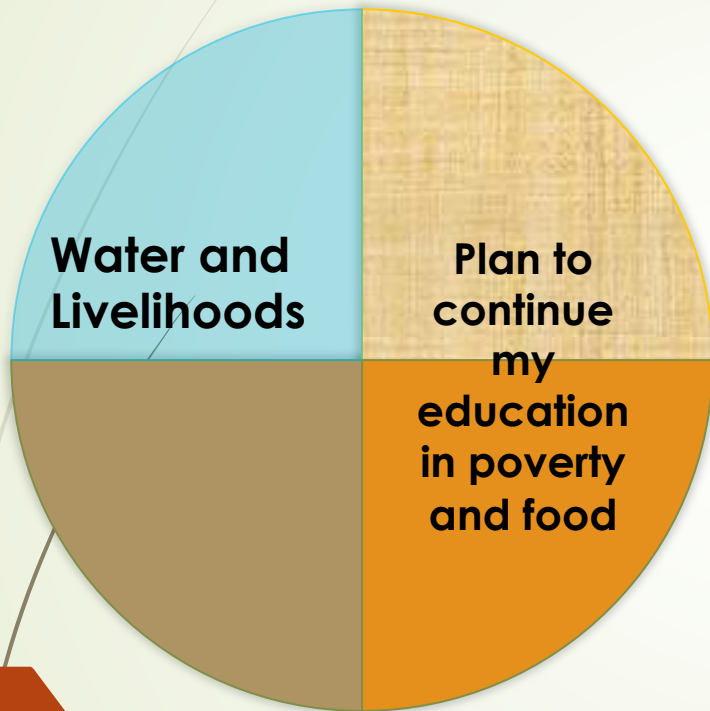 Water and
Livelihoods
Plan to
continue
my
education
in poverty
and food